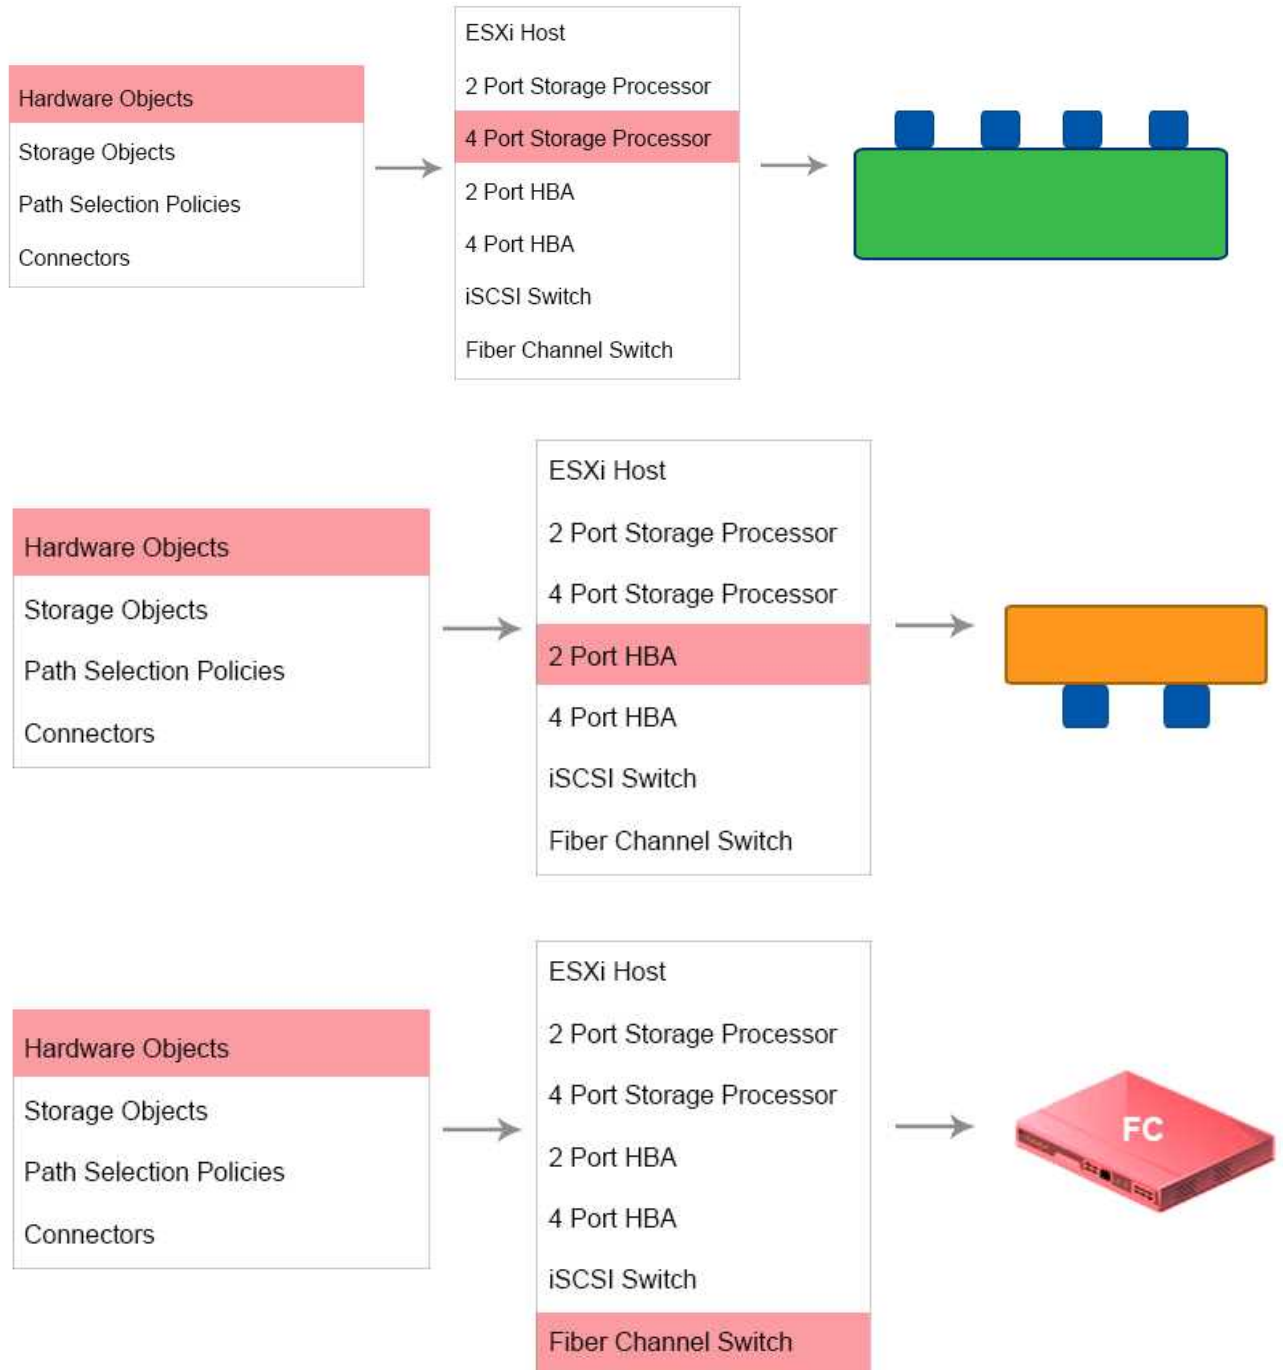 Hardware Objects
Storage Objects
Path Selection Policies
Connectors
ESXi Host
2 Port Storage Processor
4 Port Storage Processor
2 Port HBA
4 Port HBA
iSCSI Switch
Fiber Channel Switch
Hardware Objects
Storage Objects
Path Selection Policies
Connectors
ESXi Host
2 Port Storage Processor
4 Port Storage Processor
2 Port HBA
4 Port HBA
iSCSI Switch
Fiber Channel Switch
Hardware Objects
Storage Objects
Path Selection Policies
Connectors
ESXi Host
2 Port Storage Processor
4 Port Storage Processor
2 Port HBA
4 Port HBA
iSCSI Switch
Fiber Channel Switch
FC